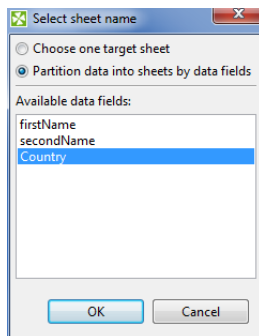 Select sheet name
Choose one target sheet
Partition data into sheets by data fields
Available data fields:
firstName
secondName
Country
OK
Cancel